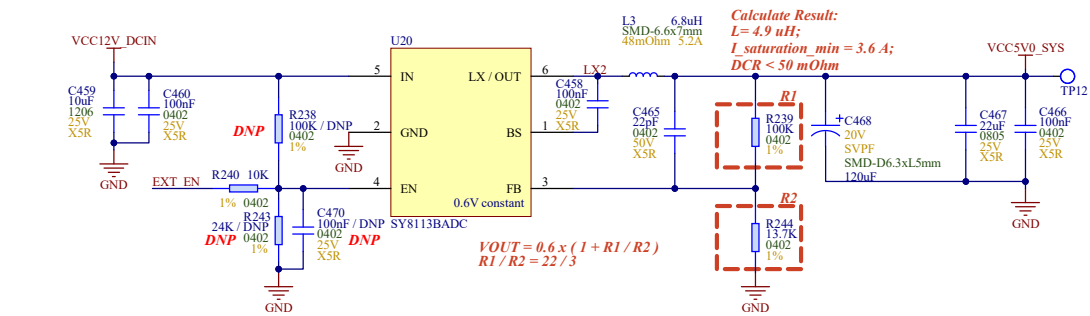 VCC12V_DCIN
C459
10uF
1206
25V
X5R
C460
100nF
0402
25V
X5R
GND
DNP
R238
100K / DNP
0402
1%
EXT_EN
R240 10K
1% 0402
R243
24K / DNP
0402
1%
DNP
C470
100nF / DNP
0402
25V
X5R
DNP
GND
GND
U20
5 IN
2 GND
4 EN
LX / OUT 6
BS 1
FB 3
0.6V constant
SY8113BADC
LX2
C458
100nF
0402
25V
X5R
L3 6.8uH
SMD-6.6x7mm
48mOhm 5.2A
C465
22pF
0402
50V
X5R
Calculate Result:
L= 4.9 uH;
I_saturation_min = 3.6 A;
DCR < 50 mOhm
R1
R239
100K
0402
1%
R2
R244
13.7K
0402
1%
GND
VOUT = 0.6 x ( 1 + R1 / R2 )
R1 / R2 = 22 / 3
+
C468
20V
SVPF
SMD-D6.3xL5mm
120uF
C467
22uF
0805
25V
X5R
C466
100nF
0402
25V
X5R
VCC5V0_SYS
TP12
GND